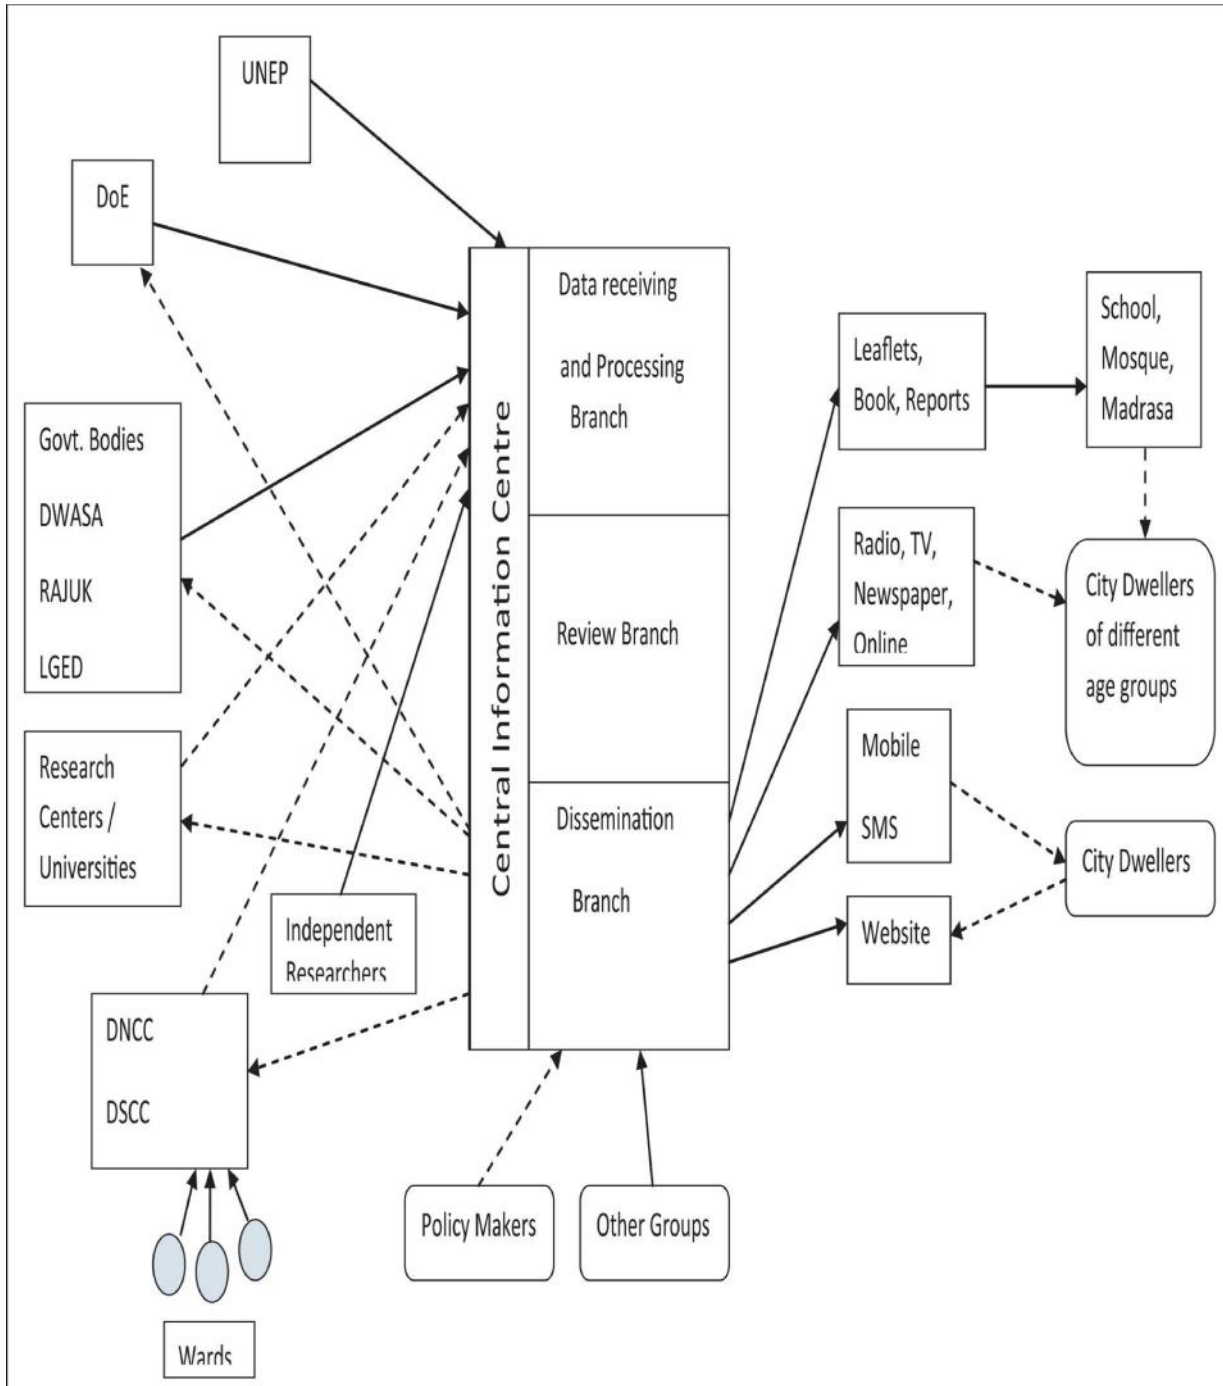 UNEP
DoE
Govt. Bodies
DWASA
RAJUK
LGED
Research
Centers /
Universities
Independent
Researchers
DNCC
DSCC
Wards
Central Information Centre
Data receiving
and Processing
Branch
Review Branch
Dissemination
Branch
Policy Makers
Other Groups
Leaflets,
Book, Reports
Radio, TV,
Newspaper,
Online
Mobile
SMS
Website
School,
Mosque,
Madrasa
City Dwellers
of different
age groups
City Dwellers